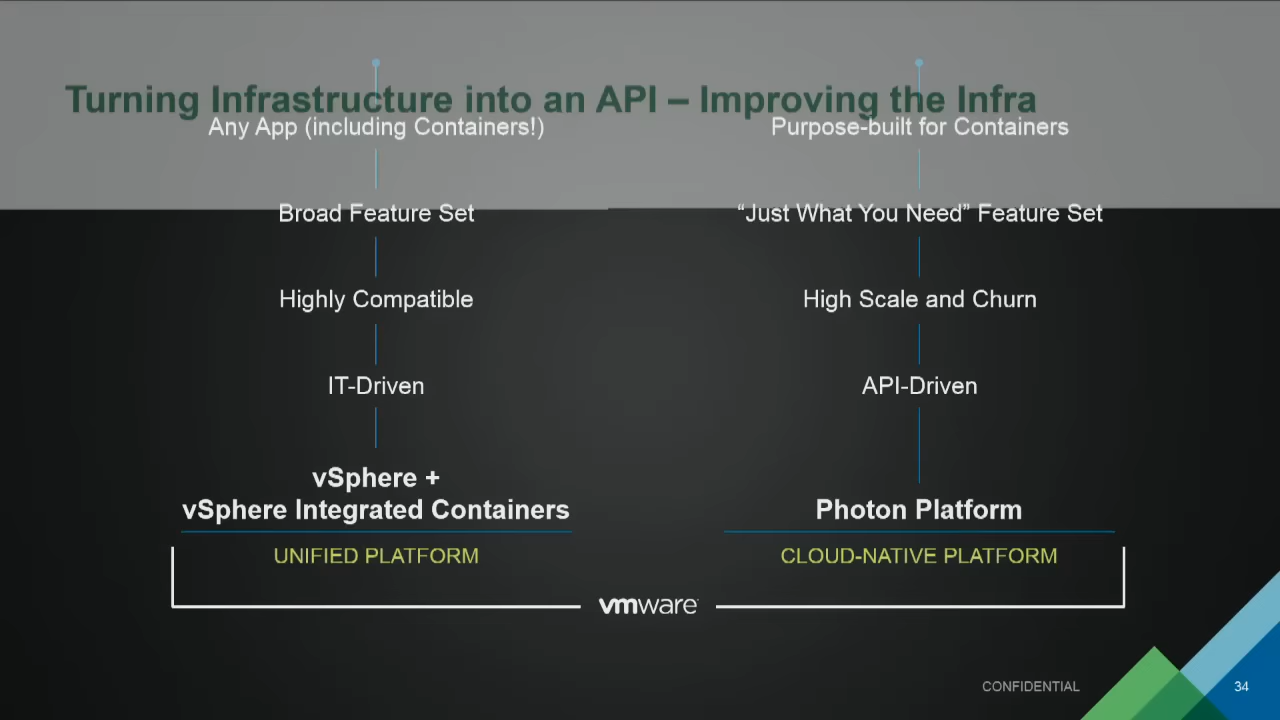 Turning Infrastructure into an API – Improving the Infra
Any App (including Containers!)
Broad Feature Set
Highly Compatible
IT-Driven
vSphere +
vSphere Integrated Containers
UNIFIED PLATFORM
Purpose-built for Containers
“Just What You Need” Feature Set
High Scale and Churn
API-Driven
Photon Platform
CLOUD-NATIVE PLATFORM
vmware
CONFIDENTIAL
34